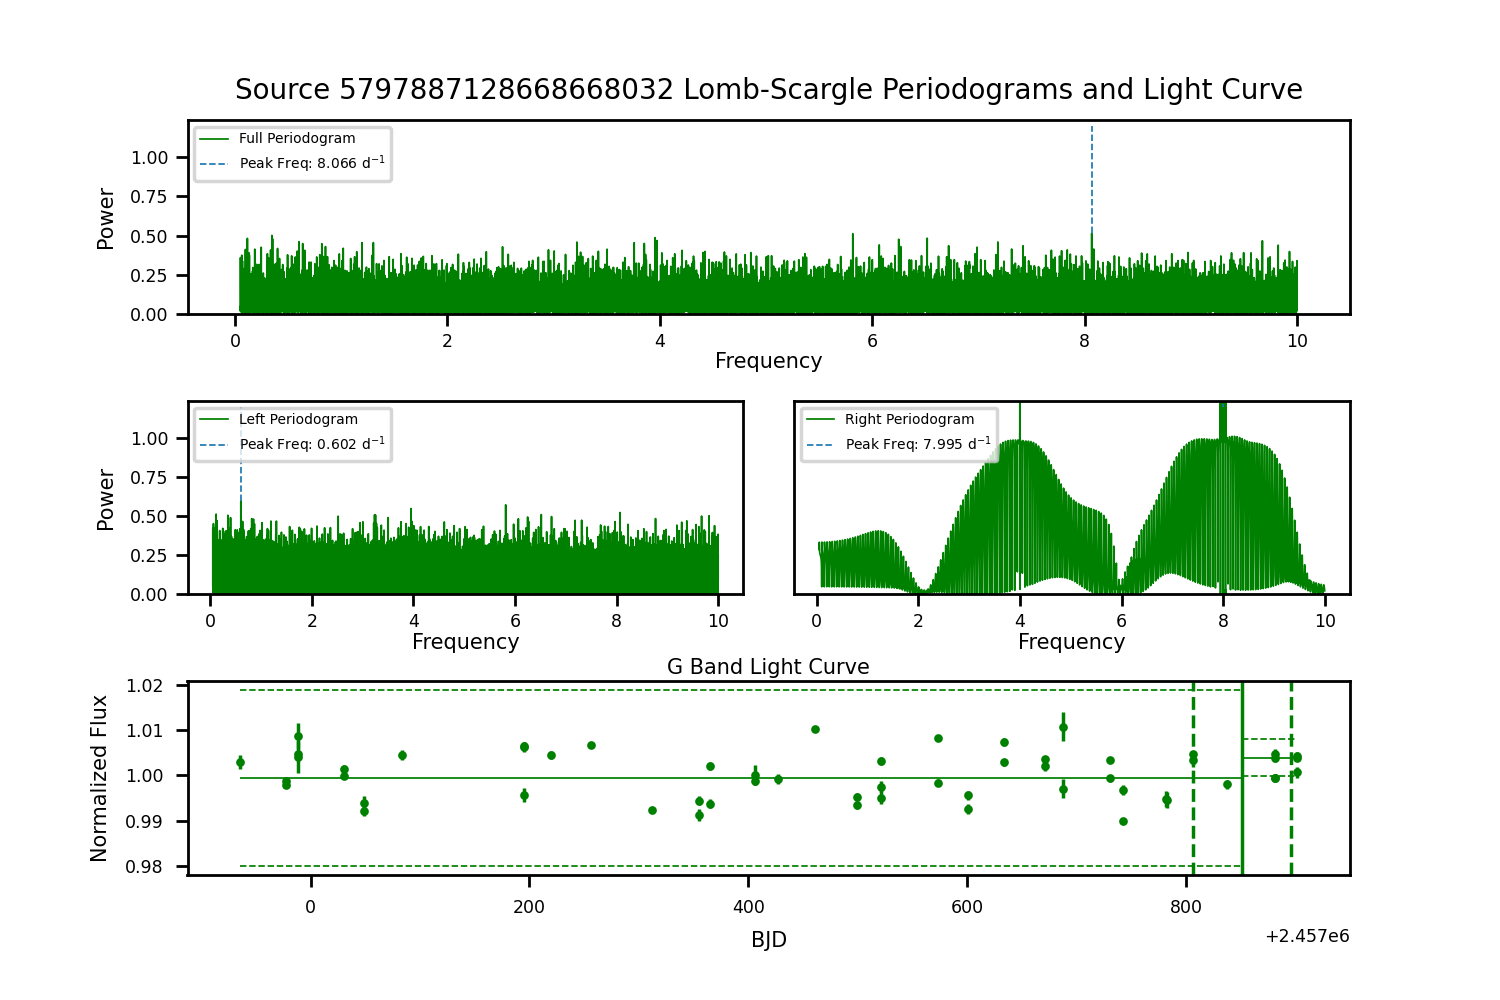 Source 5797887128668668032 Lomb-Scargle Periodograms and Light Curve
Full Periodogram
Peak Freq: 8.066 d⁻¹
Power
1.00
0.75
0.50
0.25
0.00
0 2 4 6 8 10
Frequency
Left Periodogram
Peak Freq: 0.602 d⁻¹
Power
1.00
0.75
0.50
0.25
0.00
0 2 4 6 8 10
Frequency
Right Periodogram
Peak Freq: 7.995 d⁻¹
0 2 4 6 8 10
Frequency
G Band Light Curve
Normalized Flux
1.02
1.01
1.00
0.99
0.98
0 200 400 600 800
BJD
+2.457e6